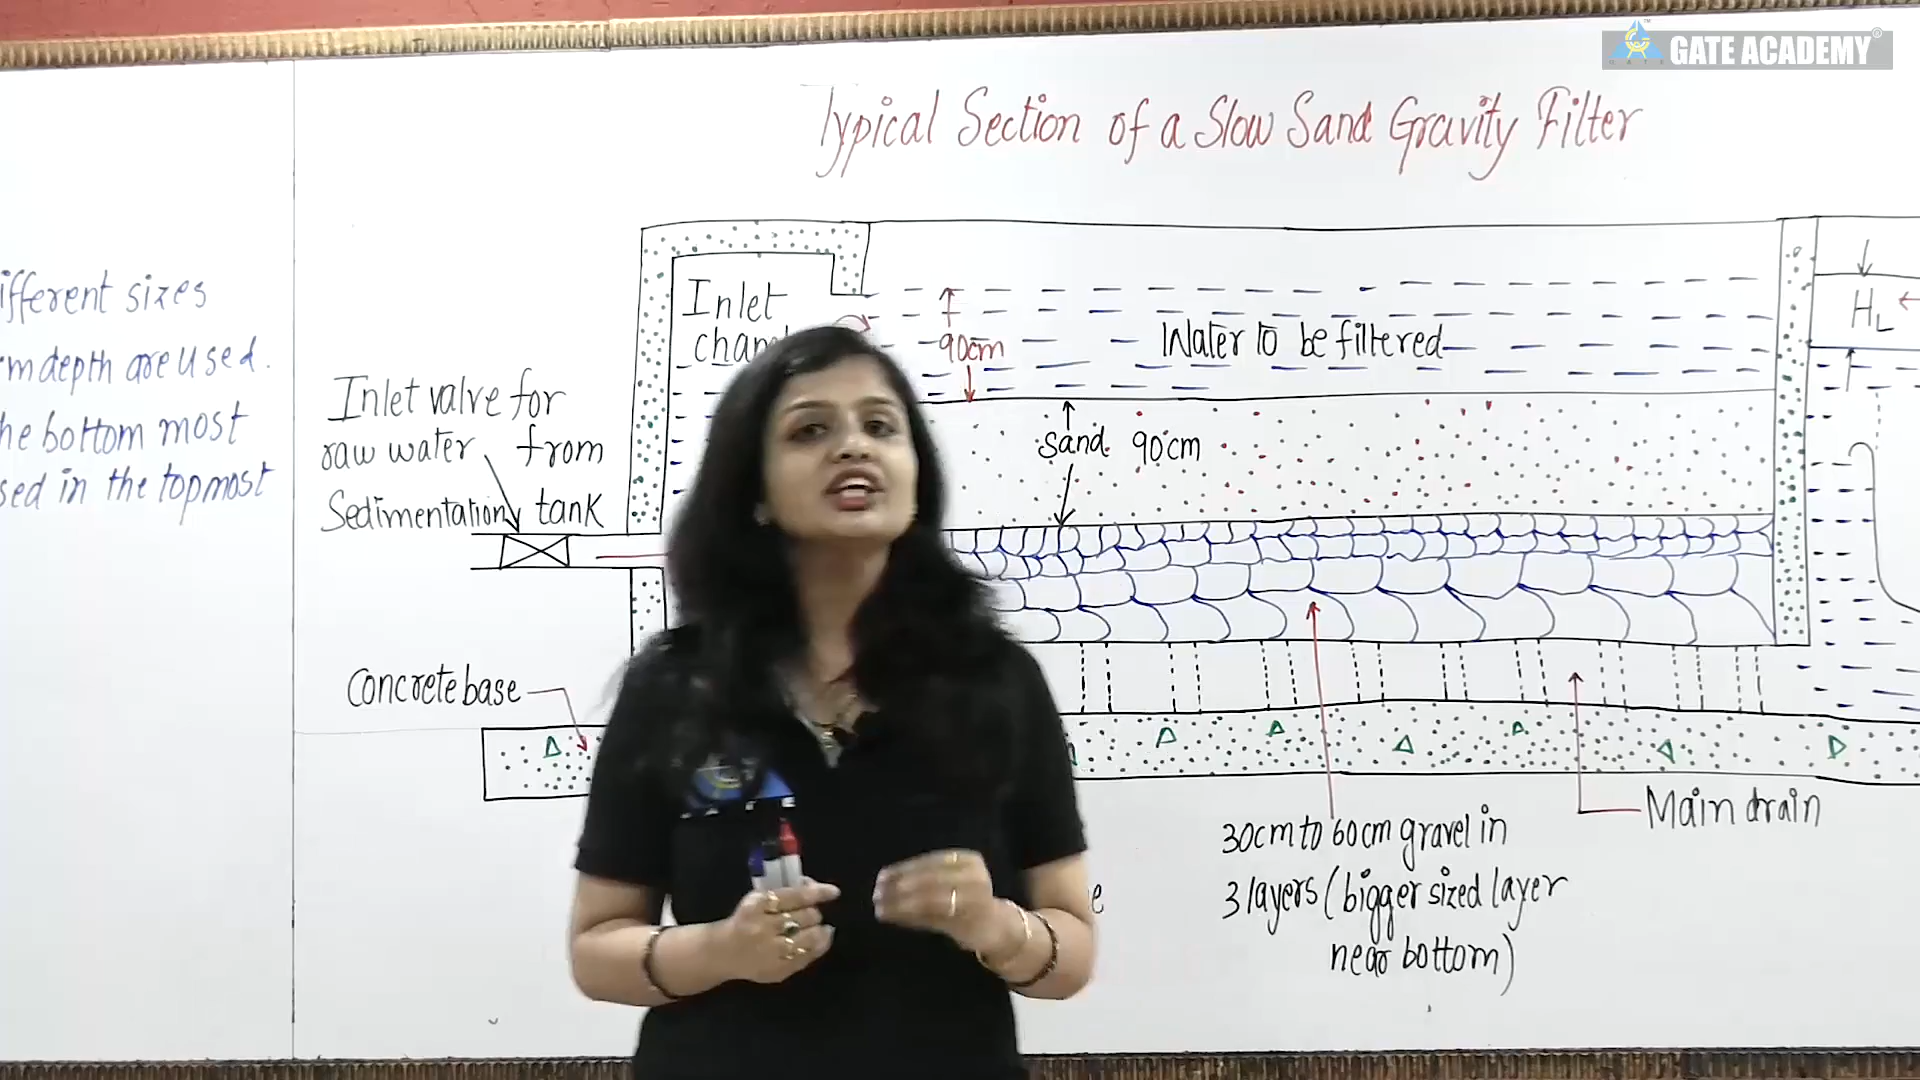 GATE ACADEMY
Typical Section of a Slow Sand Gravity Filter
ifferent sizes
m depth are used.
he bottom most
sed in the topmost
Inlet
90cm
Water to be filtered
HL
Inlet valve for
raw water from
Sedimentation tank
Sand 90cm
Concrete base
Main drain
30cm to 60cm gravel in
3 layers (bigger sized layer
near bottom)